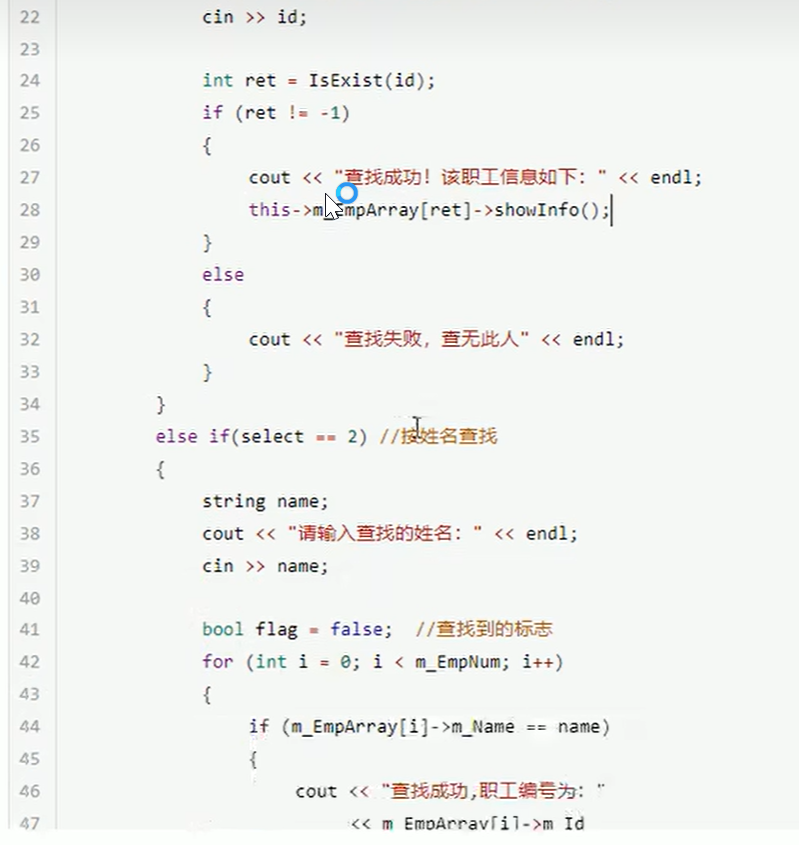 22 cin >> id;
23
24 int ret = IsExist(id);
25 if (ret != -1)
26 {
27 cout << "查找成功！该职工信息如下：" << endl;
28 this->m_EmpArray[ret]->showInfo();
29 }
30 else
31 {
32 cout << "查找失败，查无此人" << endl;
33 }
34 }
35 else if(select == 2) //按姓名查找
36 {
37 string name;
38 cout << "请输入查找的姓名：" << endl;
39 cin >> name;
40
41 bool flag = false;  //查找到的标志
42 for (int i = 0; i < m_EmpNum; i++)
43 {
44 if (m_EmpArray[i]->m_Name == name)
45 {
46 cout << "查找成功,职工编号为："
47 << m_EmpArray[i]->m_Id